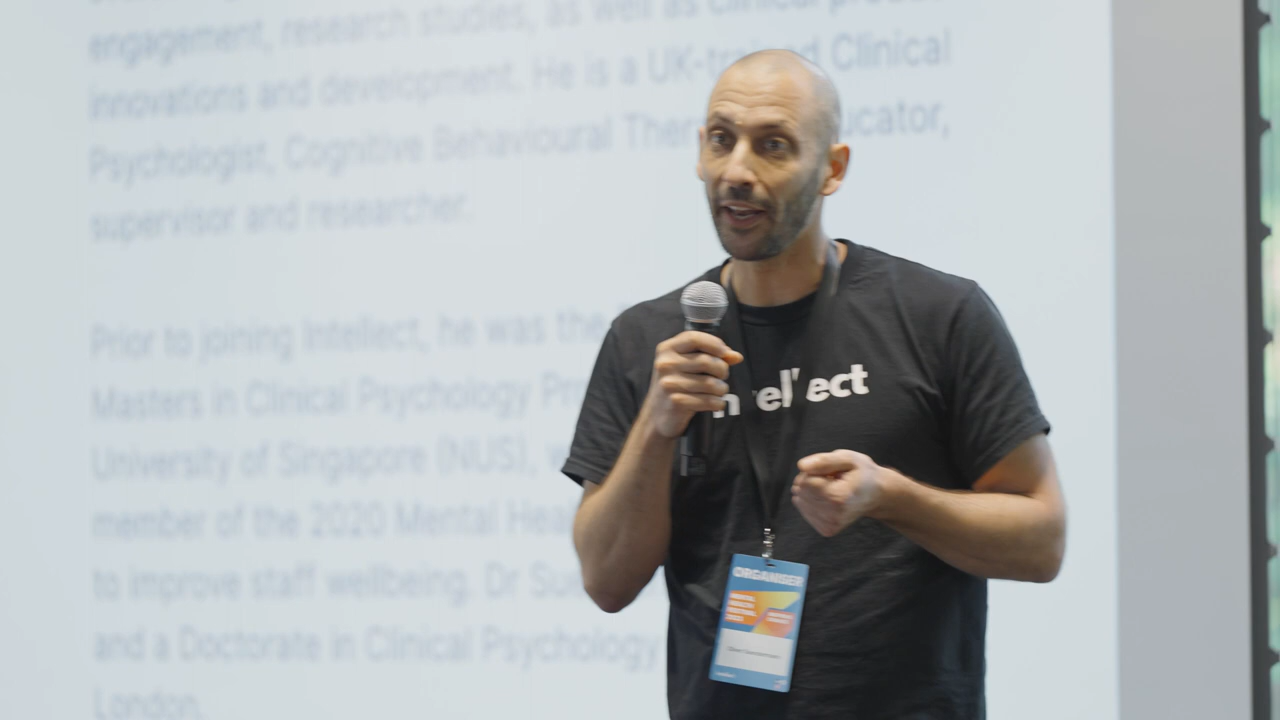 engagement, research studies, as well as clinical
innovations and development. He is a UK-trained Clinical
Psychologist, Cognitive Behavioural
supervisor and researcher.
Prior to joining Intellect, he was the
Masters in Clinical Psychology
University of Singapore (NUS),
member of the 2020 Mental
to improve staff wellbeing. Dr
and a Doctorate in Clinical Psychology
London.
intellect
ORGANISER